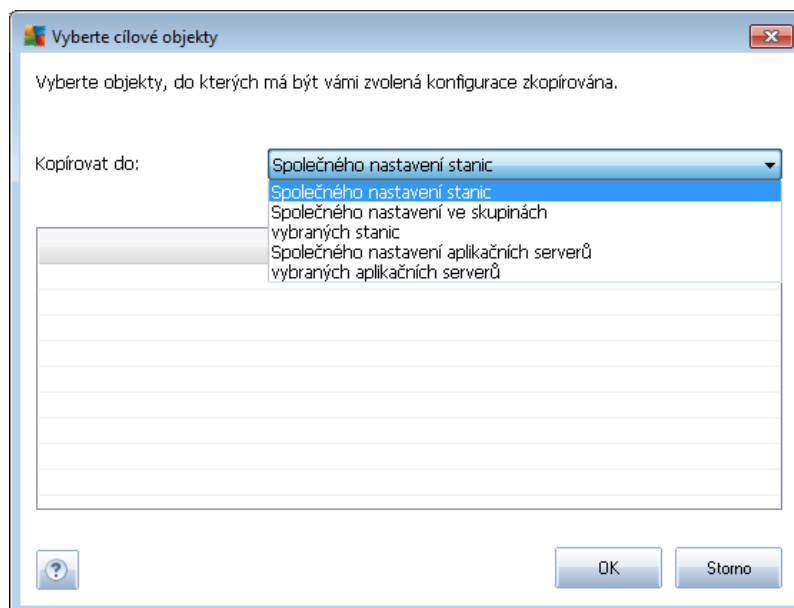 Vyberte cílové objekty
Vyberte objekty, do kterých má být vámi zvolená konfigurace zkopírována.
Kopírovat do:
Společného nastavení stanic
Společného nastavení stanic
Společného nastavení ve skupinách
vybraných stanic
Společného nastavení aplikačních serverů
vybraných aplikačních serverů
?
OK
Storno